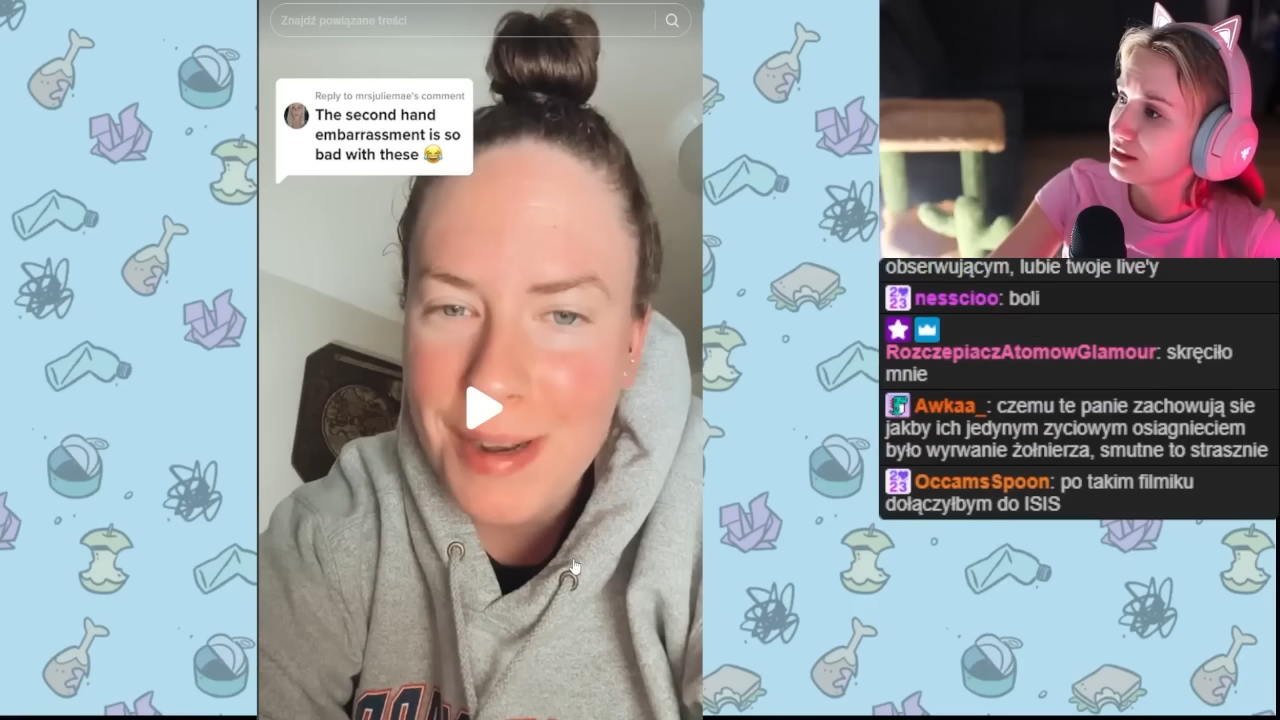 Znajdź powiązane treści
Reply to mrsjuliemae's comment
The second hand
embarrassment is so
bad with these 😂
obserwującym, lubie twoje live'y
nesscioo: boli
RozczepiaczAtomowGlamour: skręciło
mnie
Awkaa_: czemu te panie zachowują sie
jakby ich jedynym zyciowym osiagnieciem
było wyrwanie żołnierza, smutne to strasznie
OccamsSpoon: po takim filmiku
dołączyłbym do ISIS